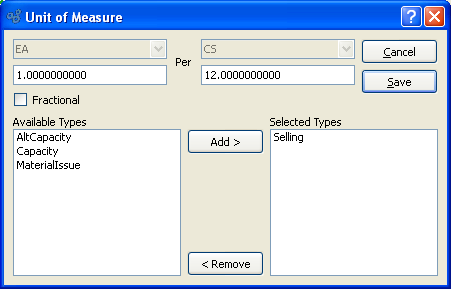 Unit of Measure
EA
Per
CS
Cancel
1.0000000000
12.0000000000
Save
Fractional
Available Types
Selected Types
AltCapacity
Capacity
MaterialIssue
Add >
Selling
< Remove